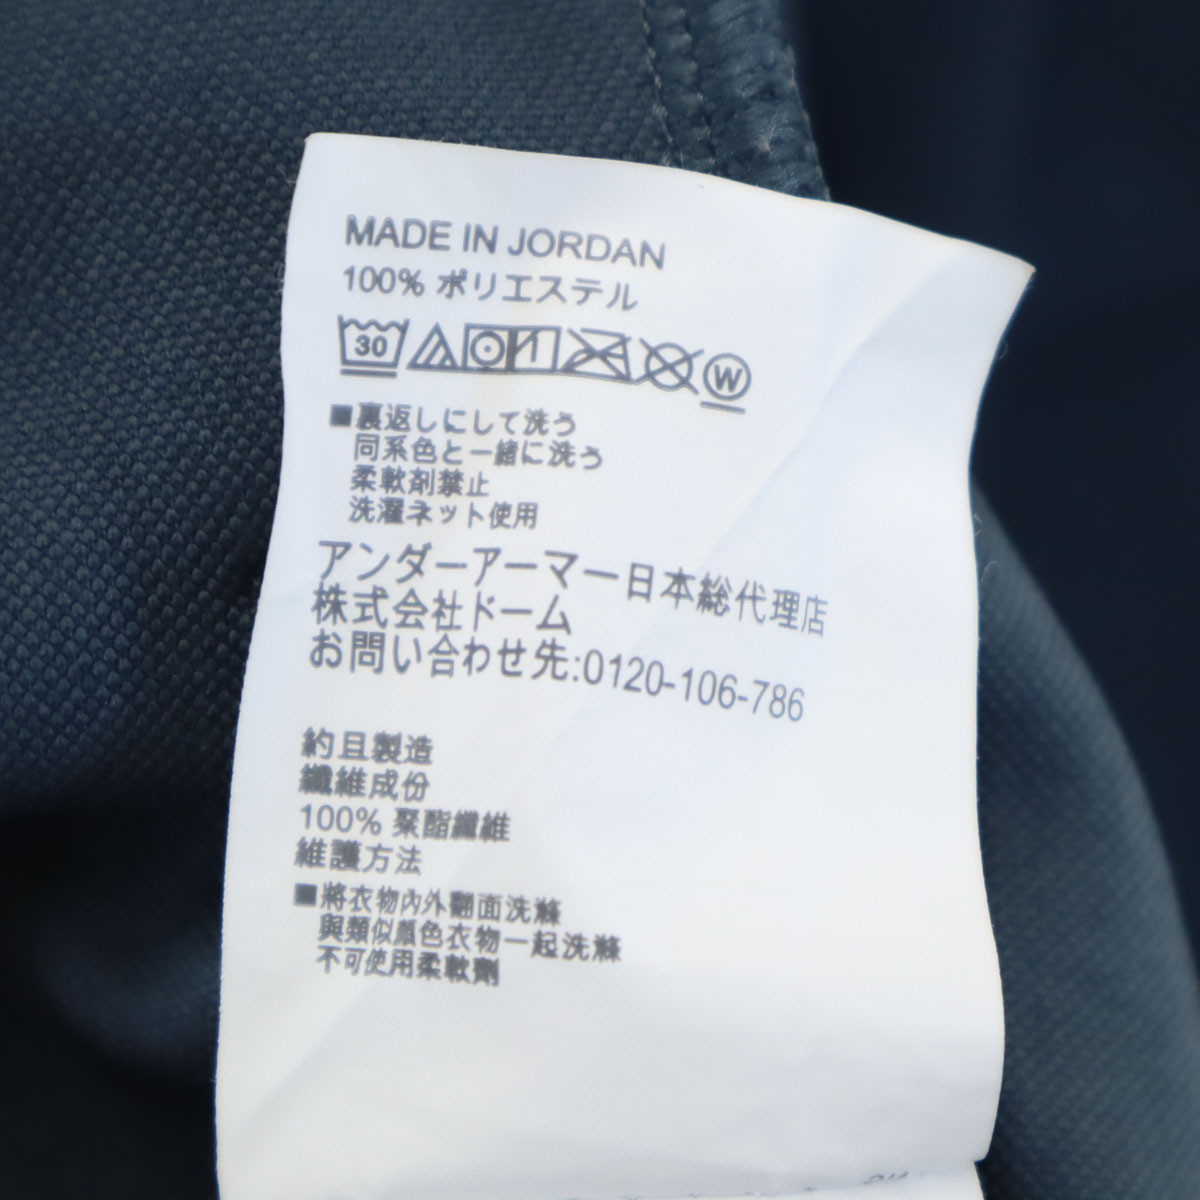 MADE IN JORDAN
100% ポリエステル
30 W
■裏返しにして洗う
同系色と一緒に洗う
柔軟剤禁止
洗濯ネット使用
アンダーアーマー日本総代理店
株式会社ドーム
お問い合わせ先:0120-106-786
約旦製造
纖維成份
100% 聚酯纖維
維護方法
■將衣物內外翻面洗滌
與類似顏色衣物一起洗滌
不可使用柔軟劑